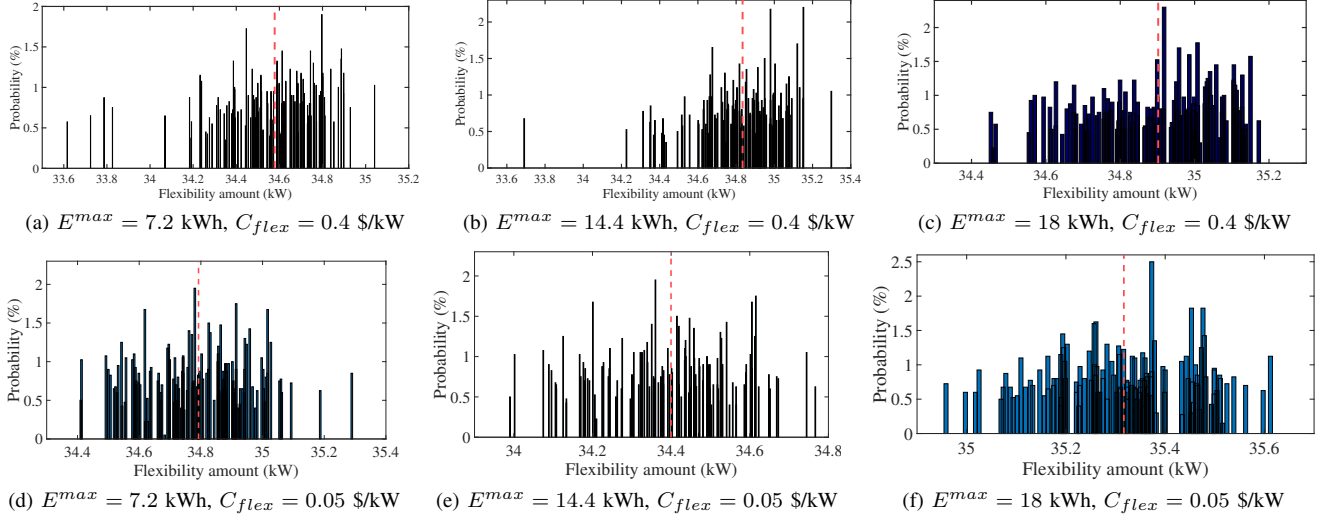 2
1.5
1
0.5
0
Probability (%)
33.6 33.8 34 34.2 34.4 34.6 34.8 35 35.2
Flexibility amount (kW)
(a) E^max = 7.2 kWh, C_flex = 0.4 $/kW
2
1.5
1
0.5
0
Probability (%)
33.6 33.8 34 34.2 34.4 34.6 34.8 35 35.2 35.4
Flexibility amount (kW)
(b) E^max = 14.4 kWh, C_flex = 0.4 $/kW
2
1.5
1
0.5
0
Probability (%)
34.4 34.6 34.8 35 35.2
Flexibility amount (kW)
(c) E^max = 18 kWh, C_flex = 0.4 $/kW
2
1.5
1
0.5
0
Probability (%)
34.4 34.6 34.8 35 35.2 35.4
Flexibility amount (kW)
(d) E^max = 7.2 kWh, C_flex = 0.05 $/kW
2
1.5
1
0.5
0
Probability (%)
34 34.2 34.4 34.6 34.8
Flexibility amount (kW)
(e) E^max = 14.4 kWh, C_flex = 0.05 $/kW
2.5
2
1.5
1
0.5
0
Probability (%)
35 35.2 35.4 35.6
Flexibility amount (kW)
(f) E^max = 18 kWh, C_flex = 0.05 $/kW